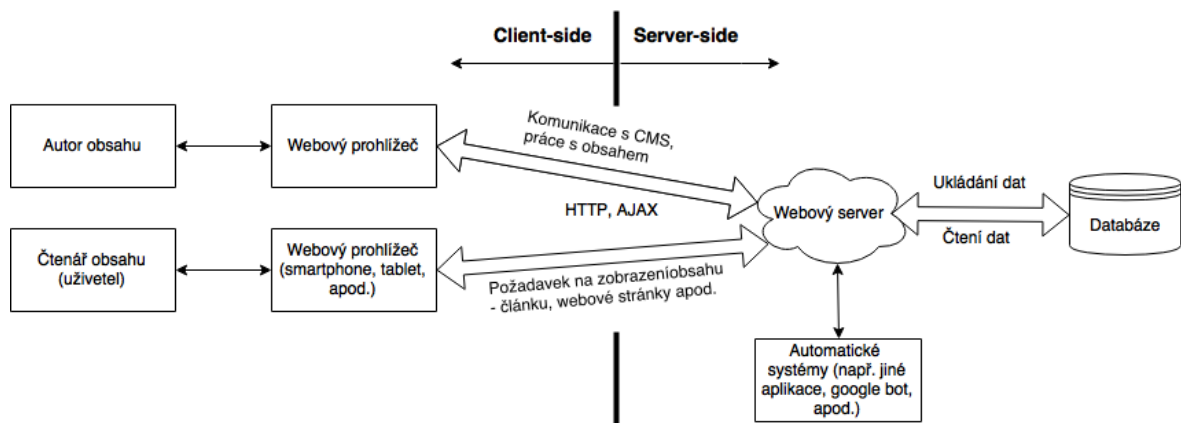 Client-side
Server-side
Autor obsahu
Webový prohlížeč
Komunikace s CMS,
práce s obsahem
HTTP, AJAX
Webový server
Ukládání dat
Čtení dat
Databáze
Čtenář obsahu
(uživetel)
Webový prohlížeč
(smartphone, tablet,
apod.)
Požadavek na zobrazeníobsahu
- článku, webové stránky apod.
Automatické
systémy (např. jiné
aplikace, google bot,
apod.)